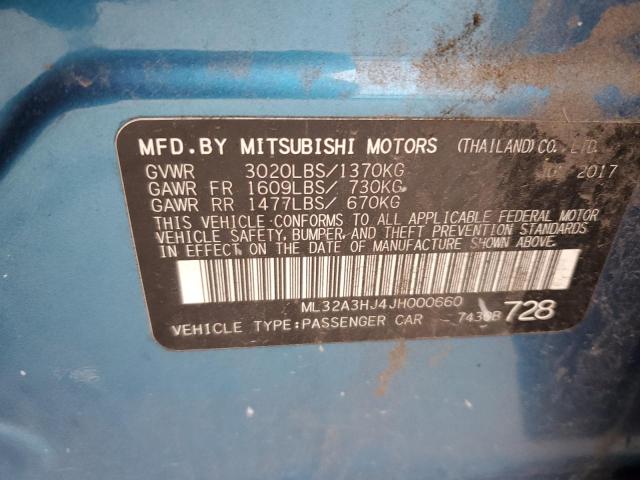 MFD.BY MITSUBISHI MOTORS (THAILAND) CO., LTD.
GVWR 3020LBS/1370KG 2017
GAWR FR 1609LBS/ 730KG
GAWR RR 1477LBS/ 670KG
THIS VEHICLE CONFORMS TO ALL APPLICABLE FEDERAL MOTOR
VEHICLE SAFETY, BUMPER, AND THEFT PREVENTION STANDARDS
IN EFFECT ON THE DATE OF MANUFACTURE SHOWN ABOVE.
ML32A3HJ4JH000660
VEHICLE TYPE:PASSENGER CAR 728